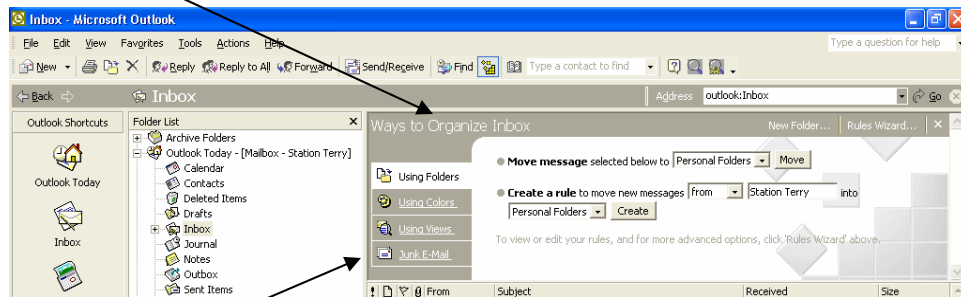 Inbox - Microsoft Outlook
File Edit View Favorites Tools Actions Help Type a question for help
New Reply Reply to All Forward Send/Receive Find Type a contact to find
Back Inbox Address outlook:Inbox Go
Outlook Shortcuts Folder List Ways to Organize Inbox New Folder... Rules Wizard...
Archive Folders
Outlook Today - [Mailbox - Station Terry]
Calendar
Contacts
Deleted Items
Drafts
Inbox
Journal
Notes
Outbox
Sent Items
Outlook Today
Inbox
Using Folders
Using Colors
Using Views
Junk E-Mail
Move message selected below to Personal Folders Move
Create a rule to move new messages from Station Terry into
Personal Folders Create
To view or edit your rules, and for more advanced options, click 'Rules Wizard' above.
! From Subject Received Size